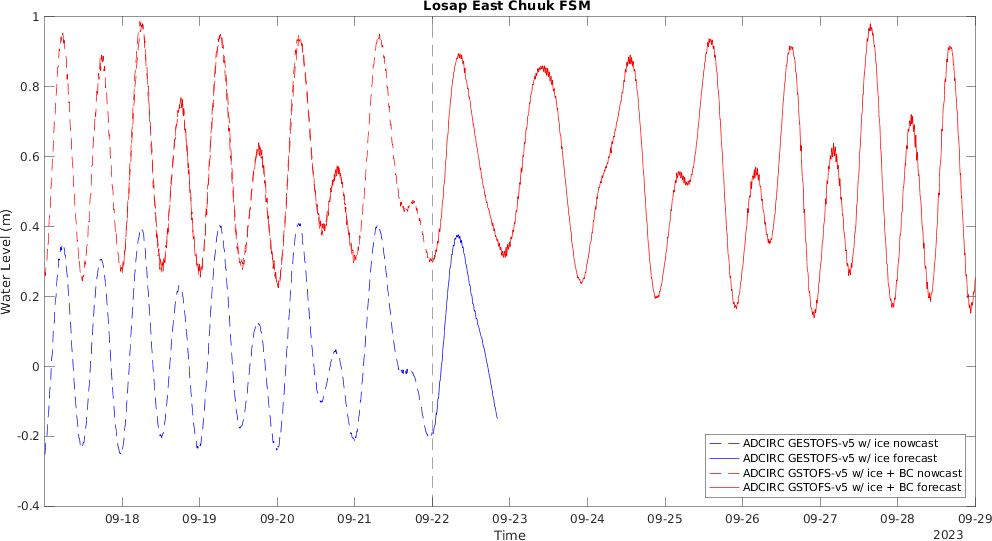 Losap East Chuuk FSM
Water Level (m)
1
0.8
0.6
0.4
0.2
0
-0.2
-0.4
ADCIRC GESTOFS-v5 w/ ice nowcast
ADCIRC GESTOFS-v5 w/ ice forecast
ADCIRC GSTOFS-v5 w/ ice + BC nowcast
ADCIRC GSTOFS-v5 w/ ice + BC forecast
09-18 09-19 09-20 09-21 09-22 09-23 09-24 09-25 09-26 09-27 09-28 09-29
Time
2023